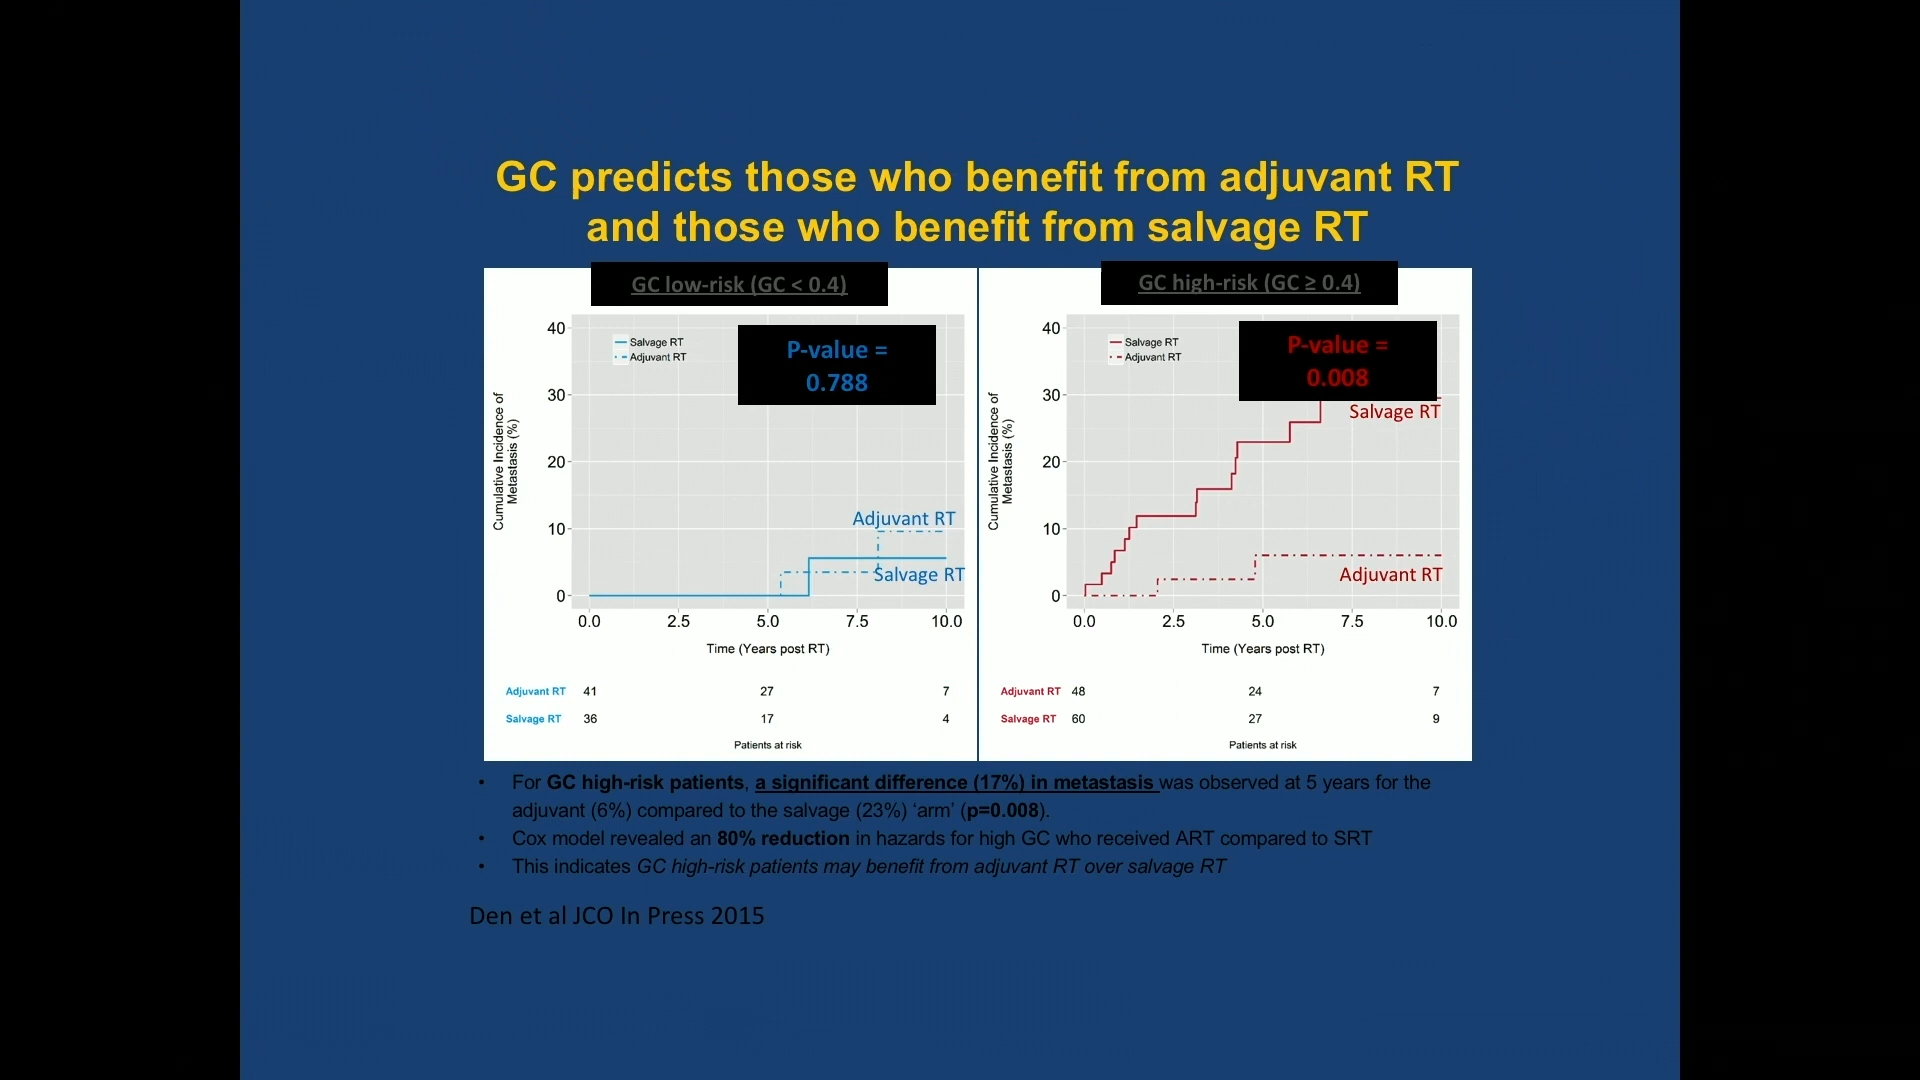 GC predicts those who benefit from adjuvant RT
and those who benefit from salvage RT
GC low-risk (GC < 0.4)
P-value =
0.788
Salvage RT
Adjuvant RT
40
30
20
10
0
Cumulative Incidence of
Metastasis (%)
Adjuvant RT
Salvage RT
0.0 2.5 5.0 7.5 10.0
Time (Years post RT)
Adjuvant RT 41 27 7
Salvage RT 36 17 4
Patients at risk
GC high-risk (GC ≥ 0.4)
P-value =
0.008
Salvage RT
Adjuvant RT
40
30
20
10
0
Cumulative Incidence of
Metastasis (%)
Salvage RT
Adjuvant RT
0.0 2.5 5.0 7.5 10.0
Time (Years post RT)
Adjuvant RT 48 24 7
Salvage RT 60 27 9
Patients at risk
• For GC high-risk patients, a significant difference (17%) in metastasis was observed at 5 years for the
adjuvant (6%) compared to the salvage (23%) ‘arm’ (p=0.008).
• Cox model revealed an 80% reduction in hazards for high GC who received ART compared to SRT
• This indicates GC high-risk patients may benefit from adjuvant RT over salvage RT
Den et al JCO In Press 2015